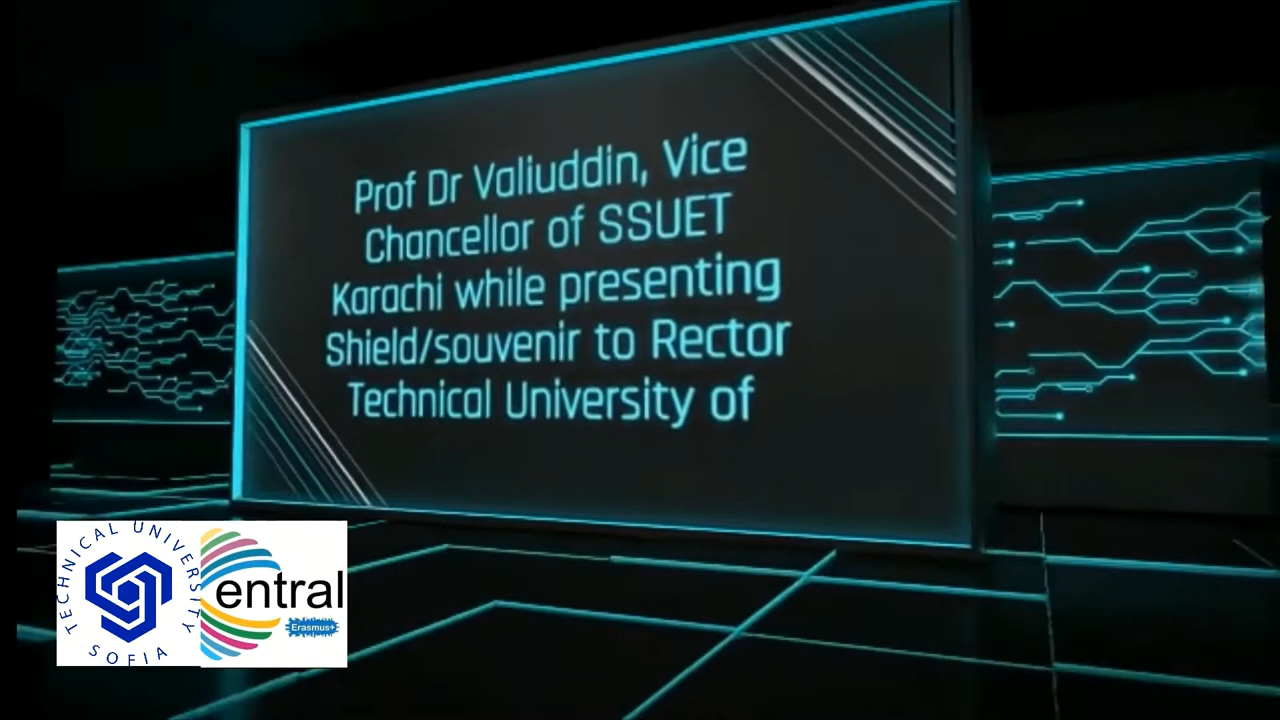 Prof Dr Valiuddin, Vice
Chancellor of SSUET
Karachi while presenting
Shield/souvenir to Rector
Technical University of
TECHNICAL UNIVERSITY
SOFIA
entral
Erasmus+